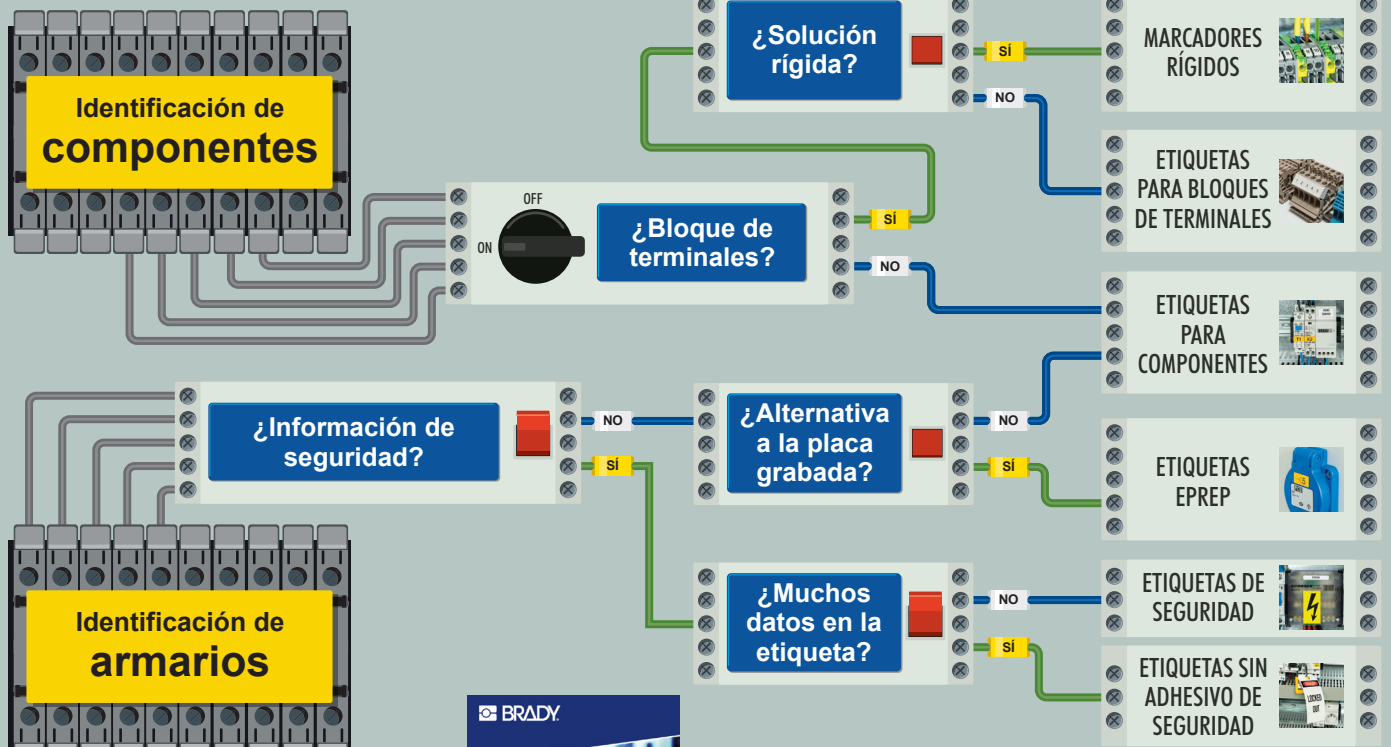 Identificación de
componentes
OFF
ON
¿Bloque de
terminales?
SÍ
NO
¿Solución
rígida?
SÍ
NO
MARCADORES
RÍGIDOS
ETIQUETAS
PARA BLOQUES
DE TERMINALES
ETIQUETAS
PARA
COMPONENTES
Identificación de
armarios
¿Información de
seguridad?
NO
SÍ
¿Alternativa
a la placa
grabada?
NO
SÍ
ETIQUETAS
EPREP
¿Muchos
datos en la
etiqueta?
NO
SÍ
ETIQUETAS DE
SEGURIDAD
ETIQUETAS SIN
ADHESIVO DE
SEGURIDAD
LOCKED
OUT
BRADY